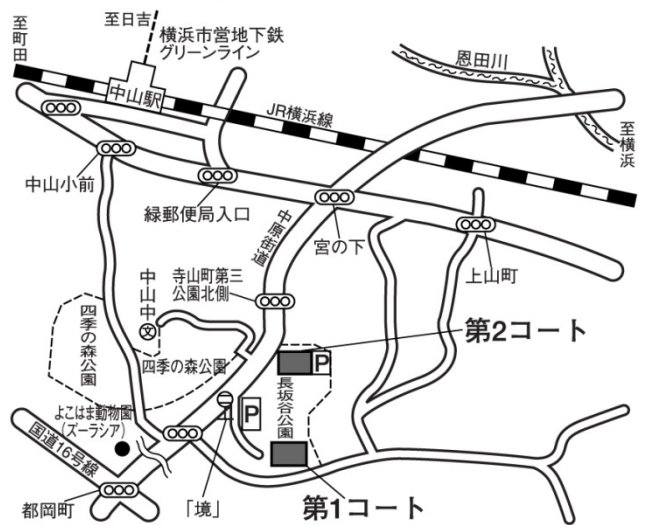 至町田
至日吉
横浜市営地下鉄
グリーンライン
恩田川
中山駅
JR横浜線
至横浜
中山小前
緑郵便局入口
中原街道
宮の下
上山町
中山中
寺山町第三
公園北側
文
四季の森公園
四季の森公園
第2コート
P
長坂谷公園
P
よこはま動物園
(ズーラシア)
国道16号線
都岡町
「境」
第1コート